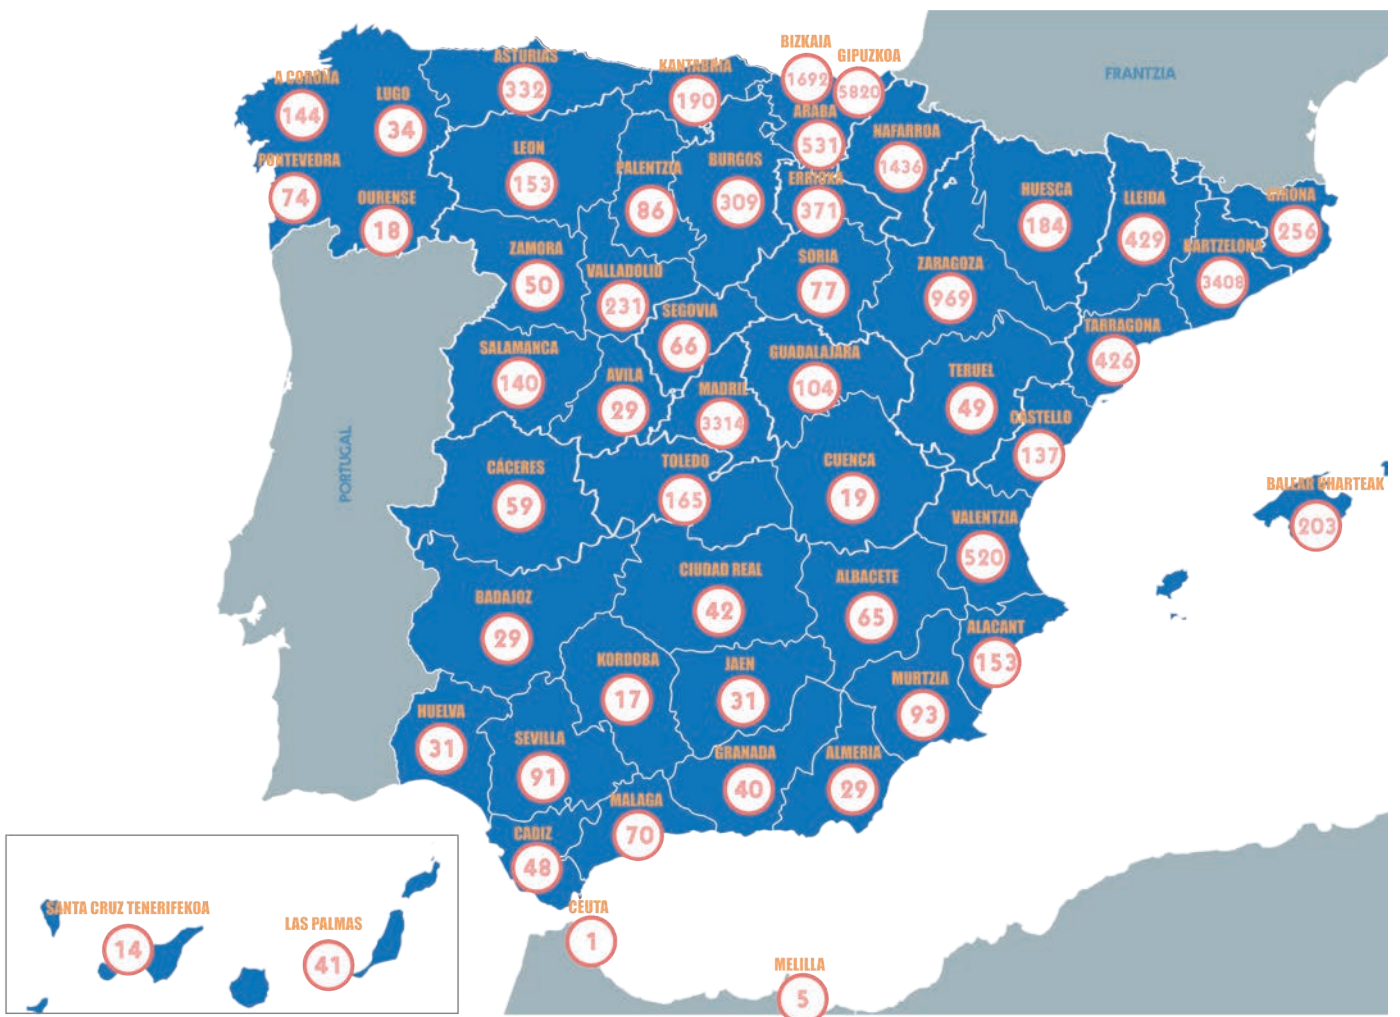 BIZKAIA
1692
GIPUZKOA
5820
ASTURIAS
332
KANTABRIA
190
FRANTZIA
A CORONA
144
LUGO
34
ARABA
531
NAFARROA
1436
LEON
153
PALENTZIA
86
BURGOS
309
ERRIOXA
371
HUESCA
184
LLEIDA
429
GIRONA
256
PONTEVEDRA
74
OURENSE
18
ZAMORA
50
VALLADOLID
231
SORIA
77
ZARAGOZA
969
BARTZELONA
3408
SEGOVIA
66
TARRAGONA
426
SALAMANCA
140
AVILA
29
MADRIL
3314
GUADALAJARA
104
TERUEL
49
CASTELLO
137
PORTUGAL
CÁCERES
59
TOLEDO
165
CUENCA
19
VALENTZIA
520
BALEAR UHARTEAK
203
BADAJOZ
29
CIUDAD REAL
42
ALBACETE
65
ALACANT
153
KORDOBA
17
JAEN
31
MURTZIA
93
HUELVA
31
SEVILLA
91
GRANADA
40
ALMERIA
29
MALAGA
70
CADIZ
48
SANTA CRUZ TENERIFEKOA
14
LAS PALMAS
41
CEUTA
1
MELILLA
5